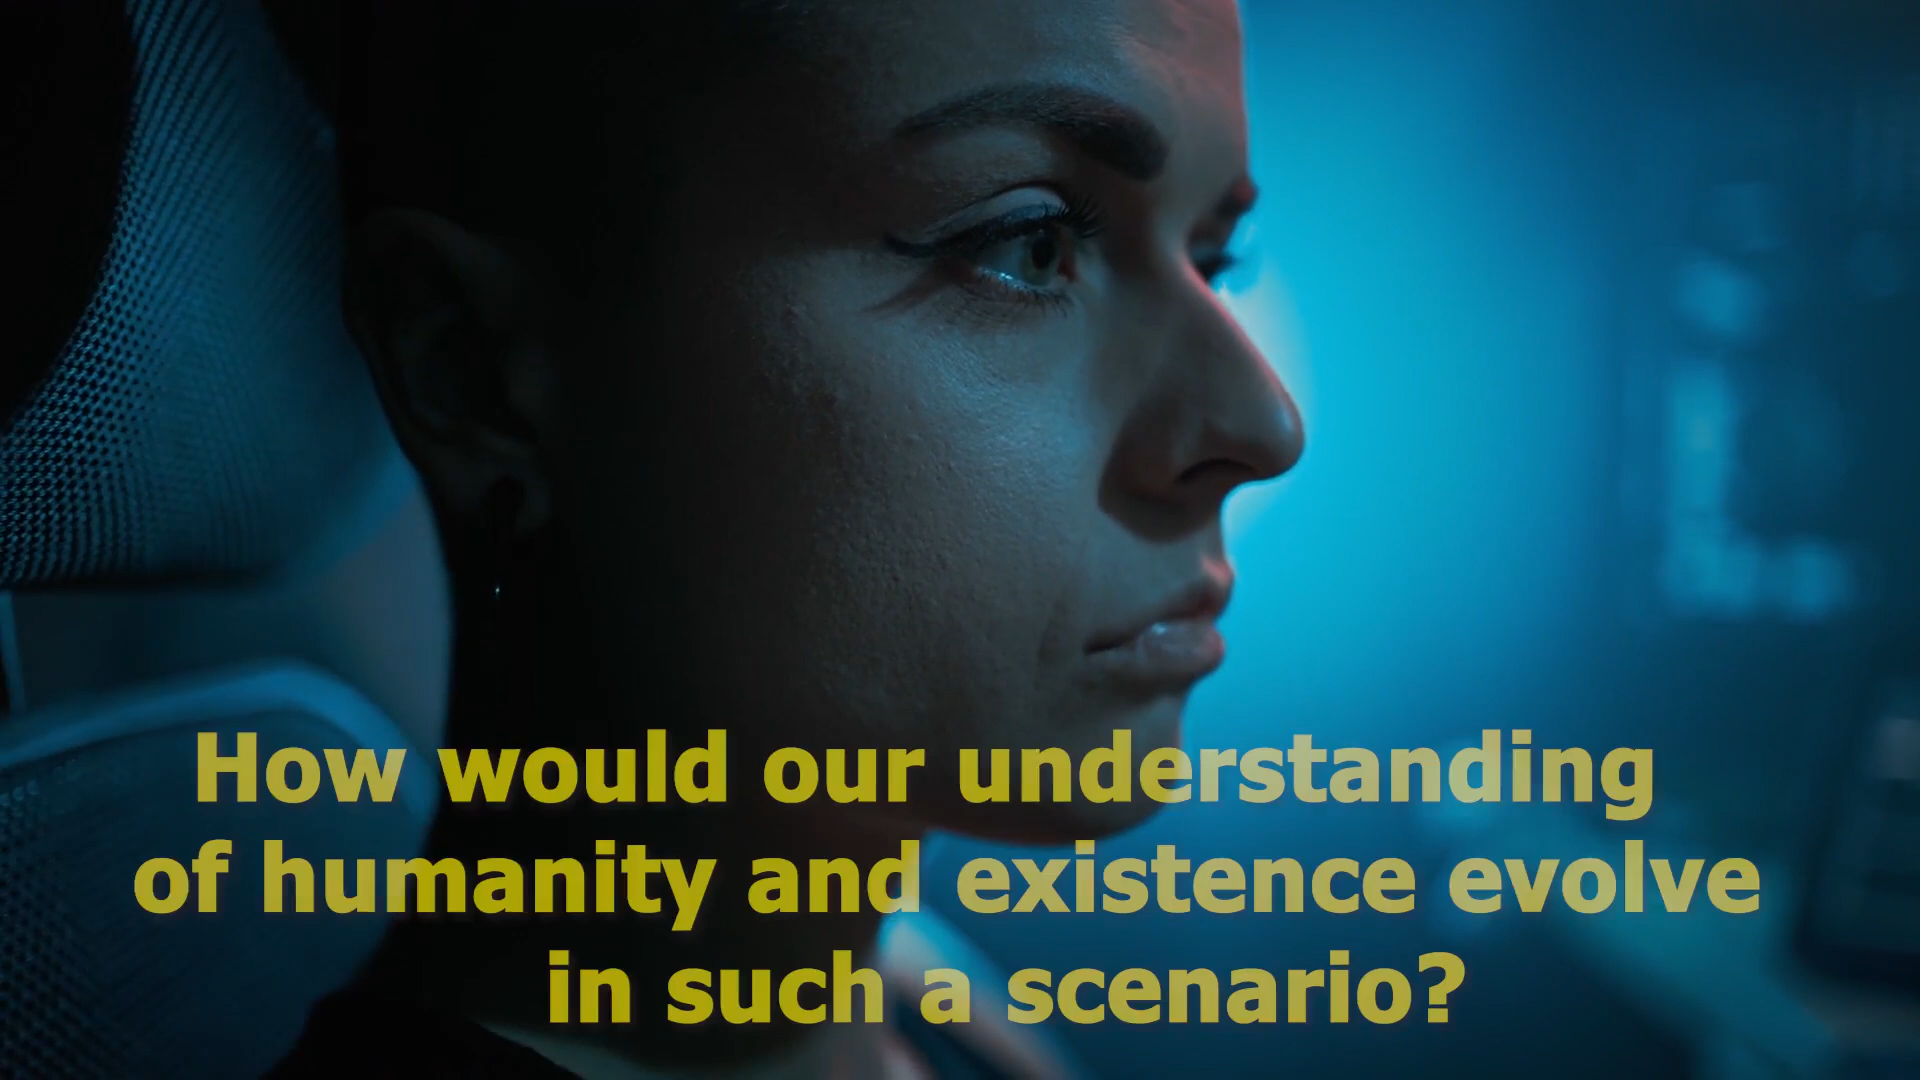 How would our understanding
of humanity and existence evolve
in such a scenario?